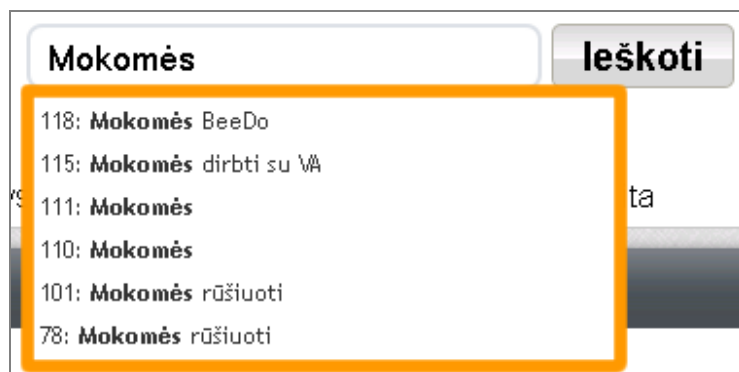 Mokomės Ieškoti
118: Mokomės BeeDo
115: Mokomės dirbti su VA
111: Mokomės
ta
110: Mokomės
101: Mokomės rūšiuoti
78: Mokomės rūšiuoti